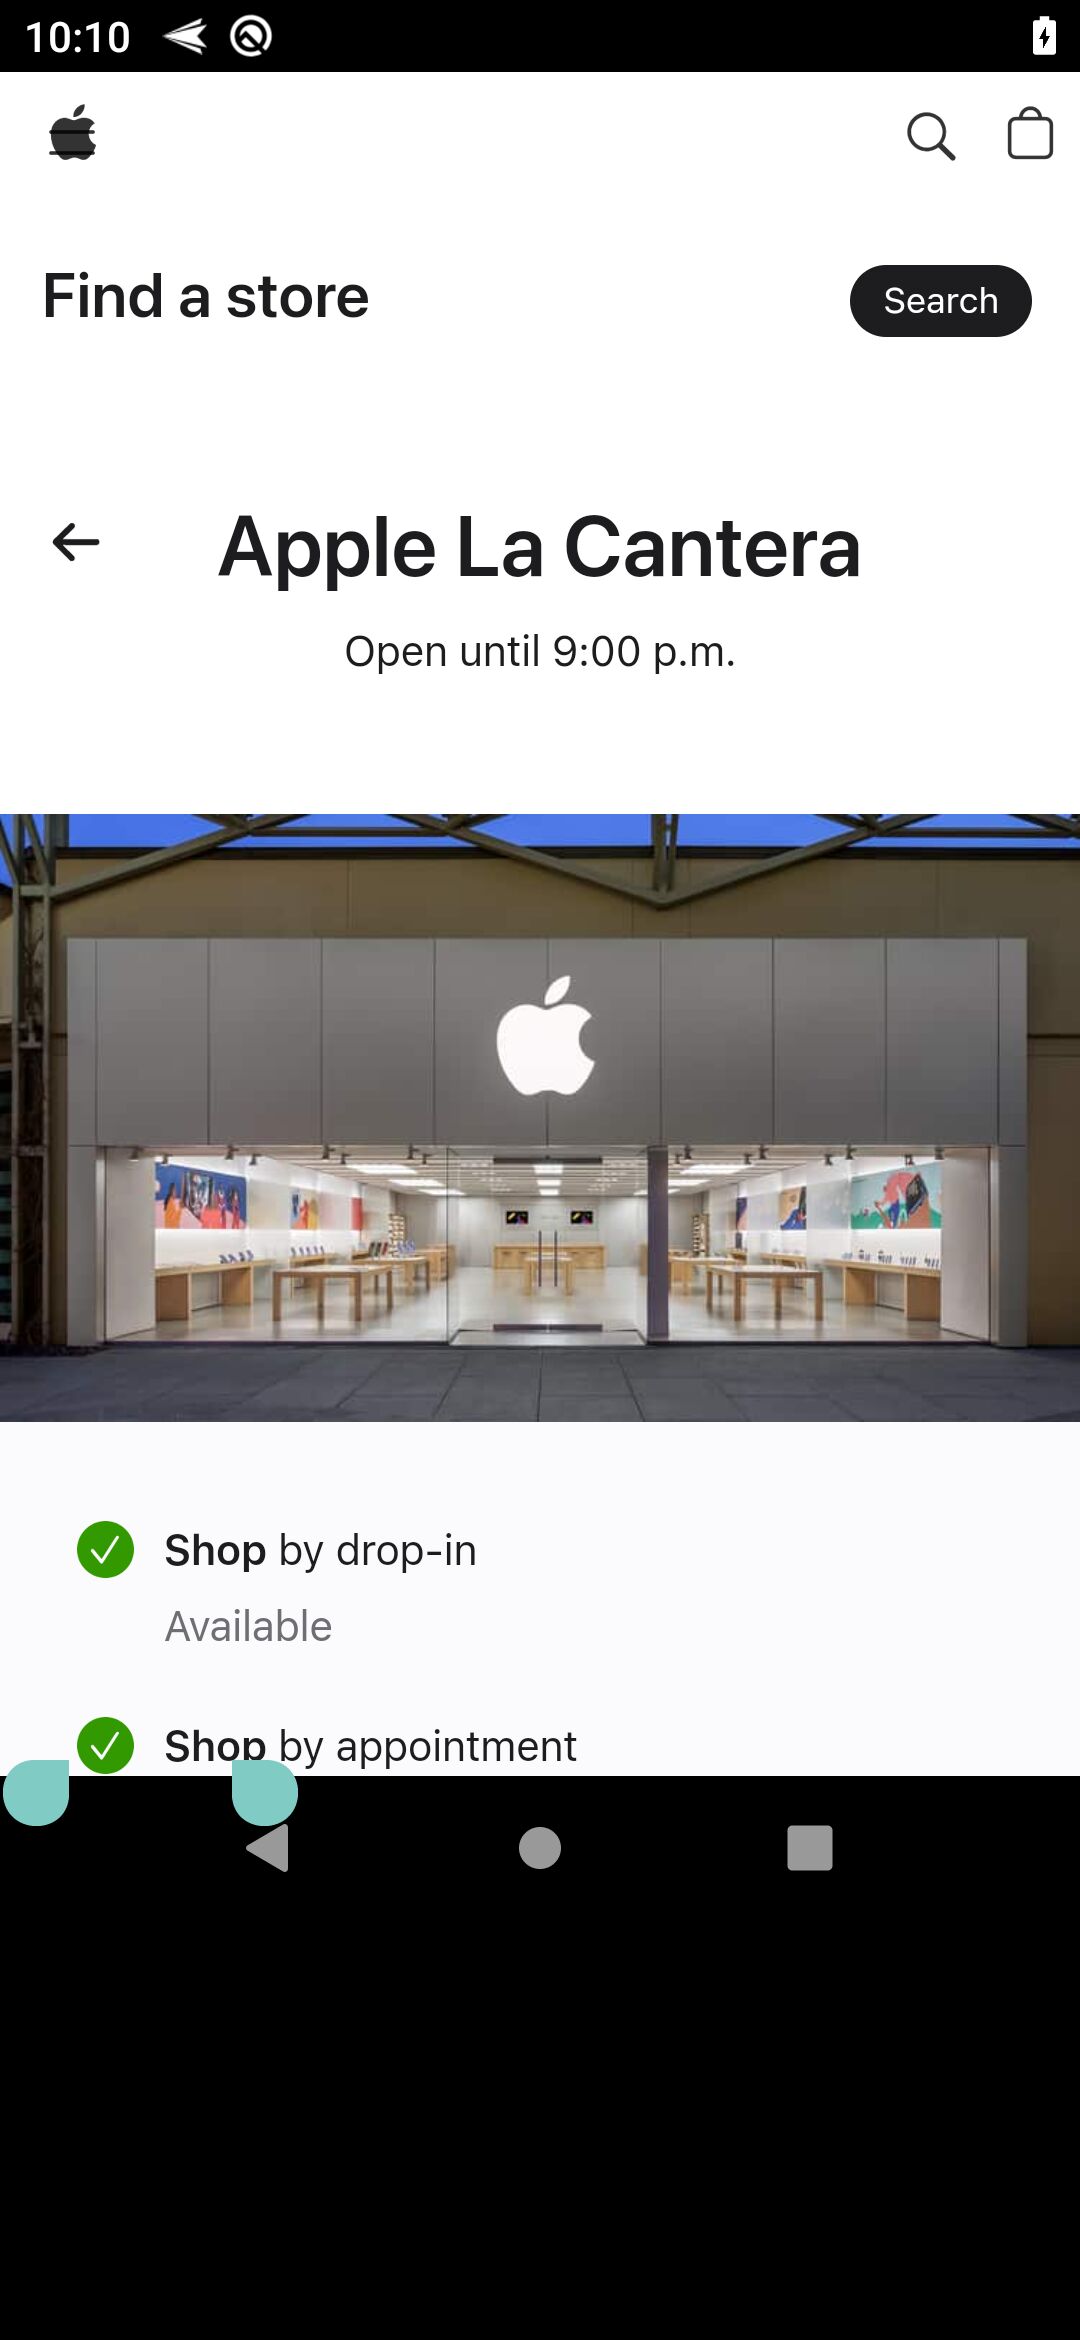 10:10
Find a store
Search
Apple La Cantera
Open until 9:00 p.m.
Shop by drop-in
Available
Shop by appointment